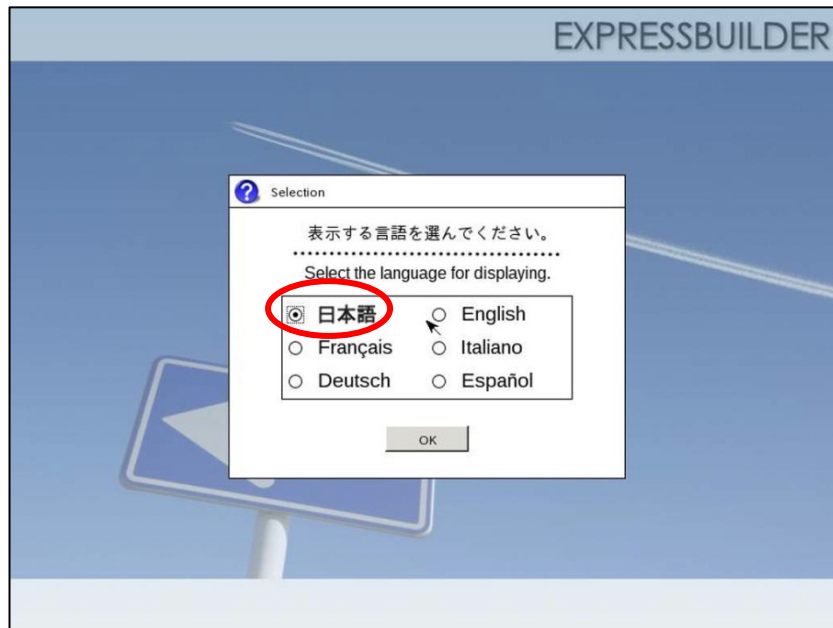 EXPRESSBUILDER
Selection
表示する言語を選んでください。
Select the language for displaying.
日本語 English
Français Italiano
Deutsch Español
OK